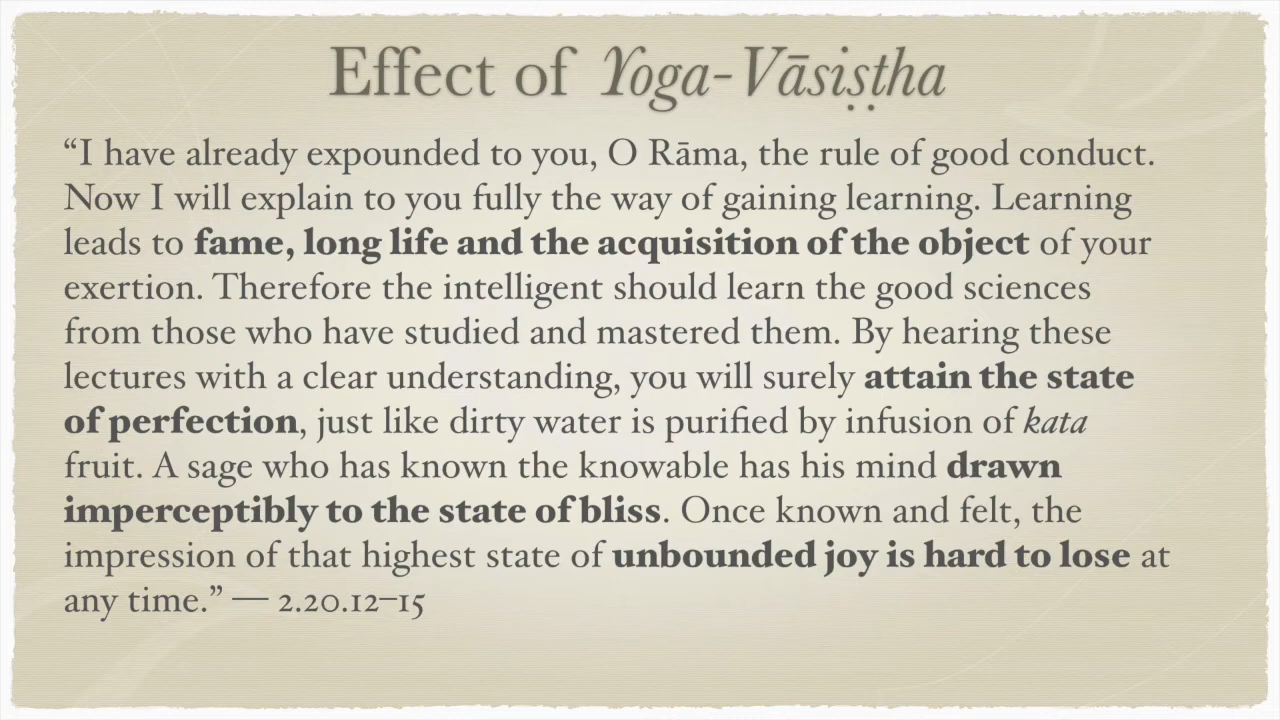 Effect of Yoga-Vāsiṣṭha
“I have already expounded to you, O Rāma, the rule of good conduct.
Now I will explain to you fully the way of gaining learning. Learning
leads to fame, long life and the acquisition of the object of your
exertion. Therefore the intelligent should learn the good sciences
from those who have studied and mastered them. By hearing these
lectures with a clear understanding, you will surely attain the state
of perfection, just like dirty water is purified by infusion of kata
fruit. A sage who has known the knowable has his mind drawn
imperceptibly to the state of bliss. Once known and felt, the
impression of that highest state of unbounded joy is hard to lose at
any time.” — 2.20.12–15